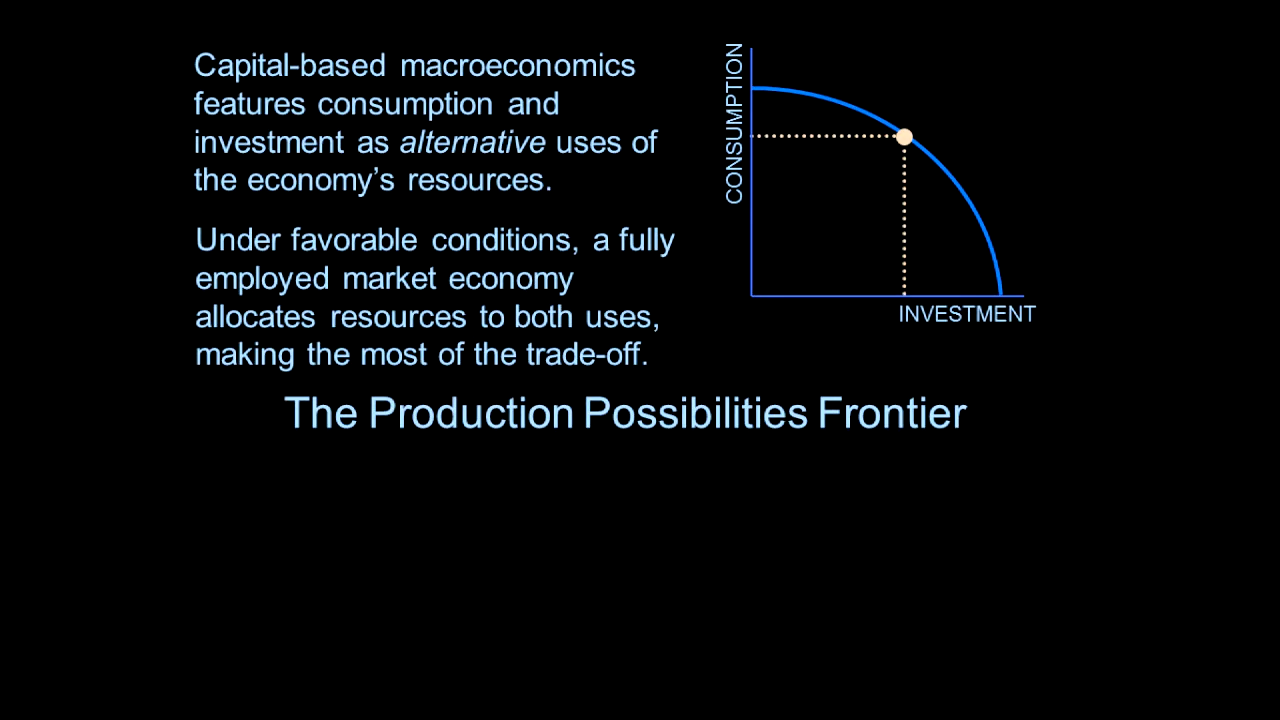 Capital-based macroeconomics
features consumption and
investment as alternative uses of
the economy’s resources.
Under favorable conditions, a fully
employed market economy
allocates resources to both uses,
making the most of the trade-off.
CONSUMPTION
INVESTMENT
The Production Possibilities Frontier